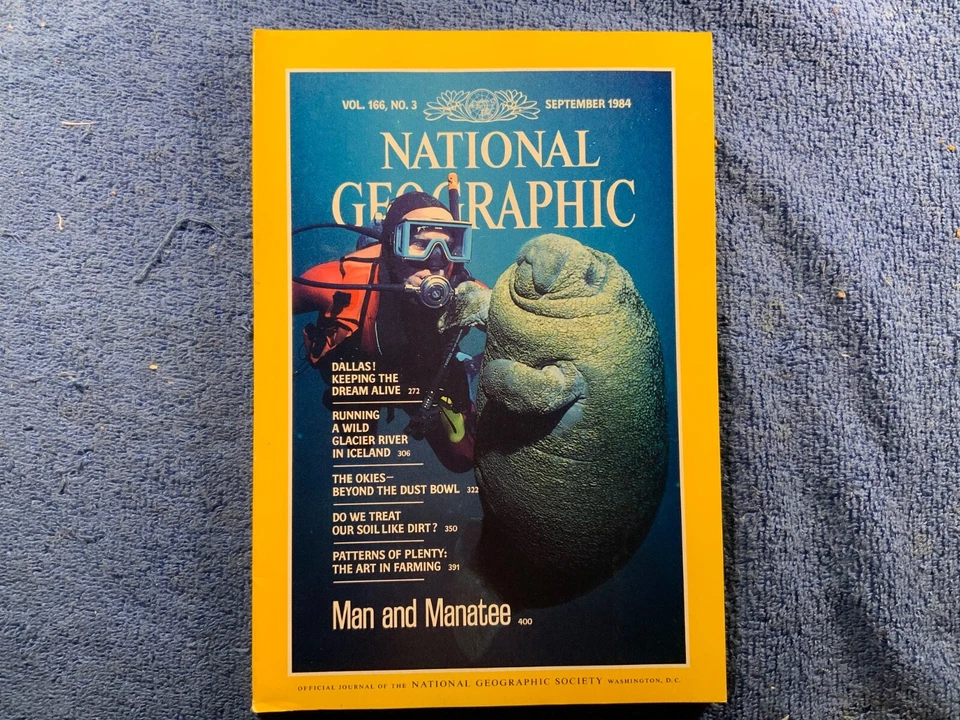 VOL. 166, NO. 3 SEPTEMBER 1984
NATIONAL
GEOGRAPHIC
DALLAS!
KEEPING THE
DREAM ALIVE 272
RUNNING
A WILD
GLACIER RIVER
IN ICELAND 306
THE OKIES—
BEYOND THE DUST BOWL 322
DO WE TREAT
OUR SOIL LIKE DIRT? 350
PATTERNS OF PLENTY:
THE ART IN FARMING 391
Man and Manatee 400
OFFICIAL JOURNAL OF THE NATIONAL GEOGRAPHIC SOCIETY WASHINGTON, D.C.